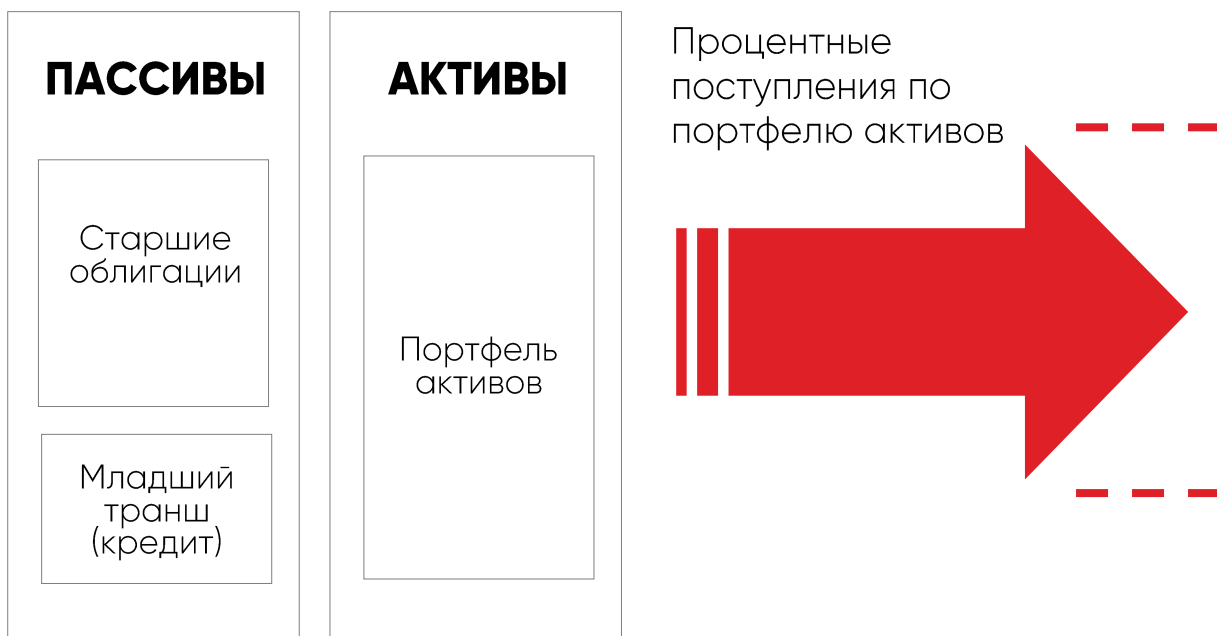 ПАССИВЫ
Старшие
облигации
Младший
транш
(кредит)
АКТИВЫ
Портфель
активов
Процентные
поступления по
портфелю активов